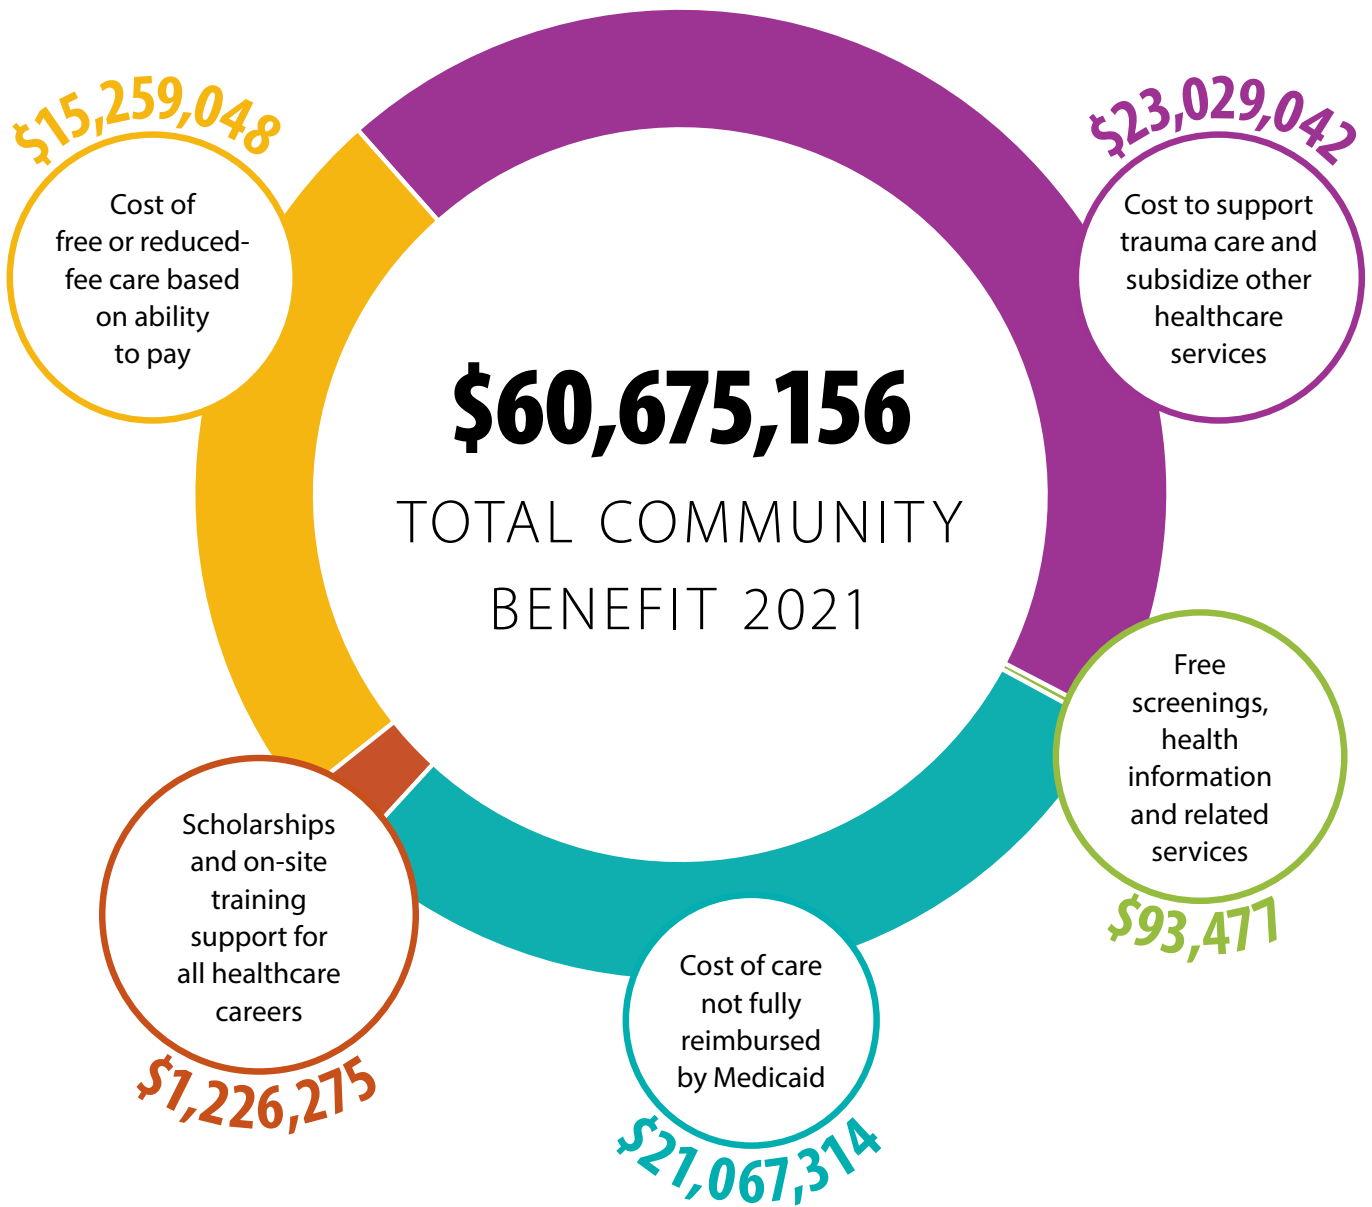 $15,259,048
Cost of
free or reduced-
fee care based
on ability
to pay
$23,029,042
Cost to support
trauma care and
subsidize other
healthcare
services
$60,675,156
TOTAL COMMUNITY
BENEFIT 2021
Free
screenings,
health
information
and related
services
$93,477
Scholarships
and on-site
training
support for
all healthcare
careers
$1,226,275
Cost of care
not fully
reimbursed
by Medicaid
$21,067,314